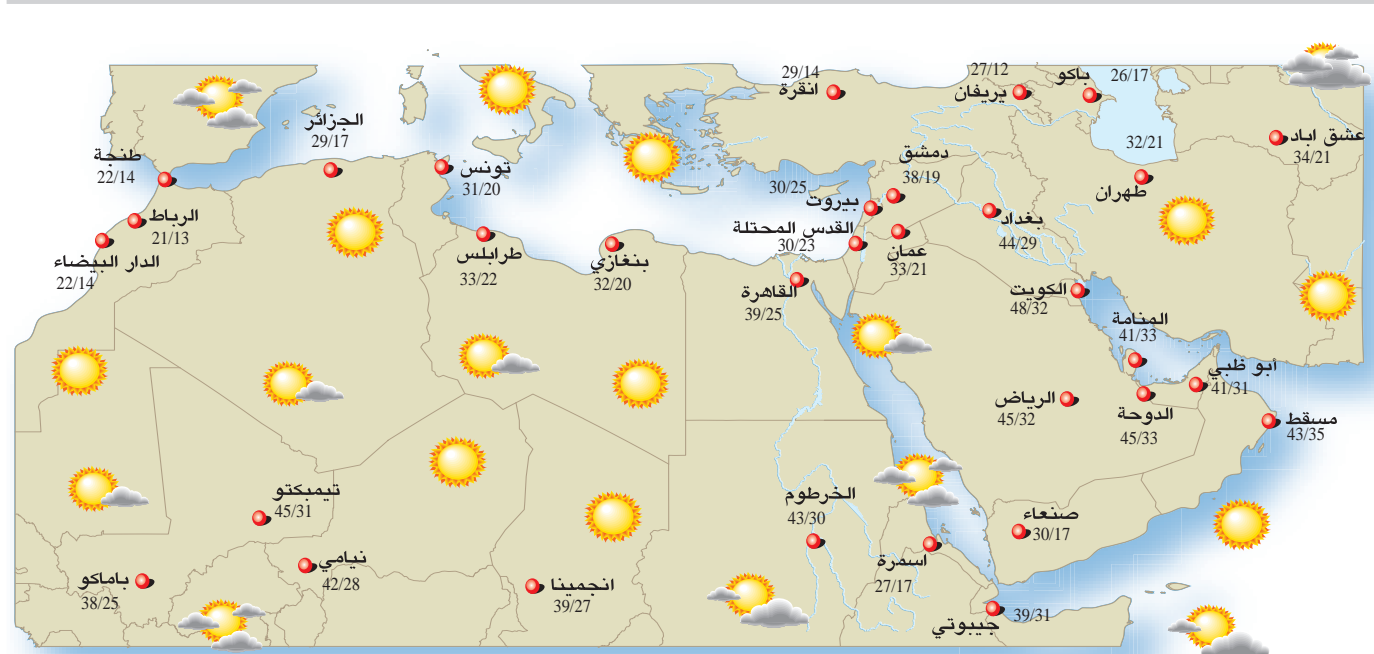 29/14
انقرة
27/12
يريفان
باكو
26/17
عشق اباد
34/21
32/21
طهران
الجزائر
29/17
طنجة
22/14
تونس
31/20
دمشق
38/19
30/25
بيروت
الرباط
21/13
بغداد
44/29
القدس المحتلة
30/23
عمان
33/21
الدار البيضاء
22/14
طرابلس
33/22
بنغازي
32/20
القاهرة
39/25
الكويت
48/32
المنامة
41/33
أبو ظبي
41/31
الرياض
45/32
الدوحة
45/33
مسقط
43/35
تيمبكتو
45/31
الخرطوم
43/30
صنعاء
30/17
نيامي
42/28
اسمرة
27/17
باماكو
38/25
انجمينا
39/27
39/31
جيبوتي